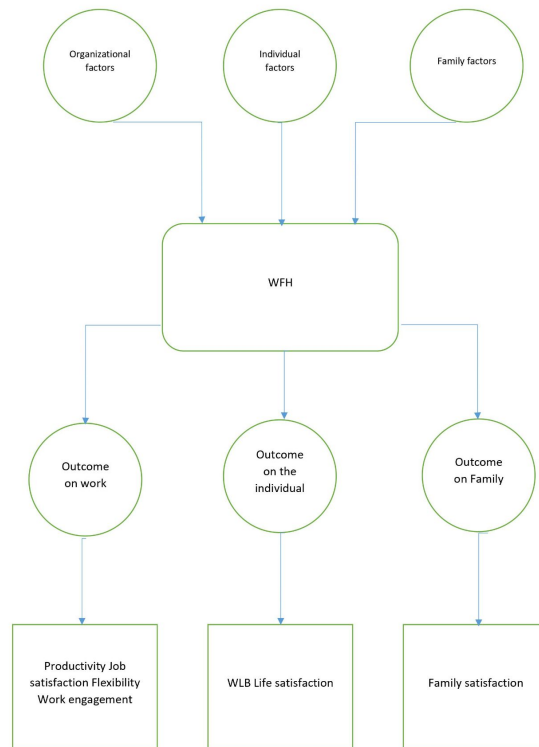 Organizational
factors
Individual
factors
Family factors
WFH
Outcome
on work
Outcome
on the
individual
Outcome
on Family
Productivity Job
satisfaction Flexibility
Work engagement
WLB Life satisfaction
Family satisfaction